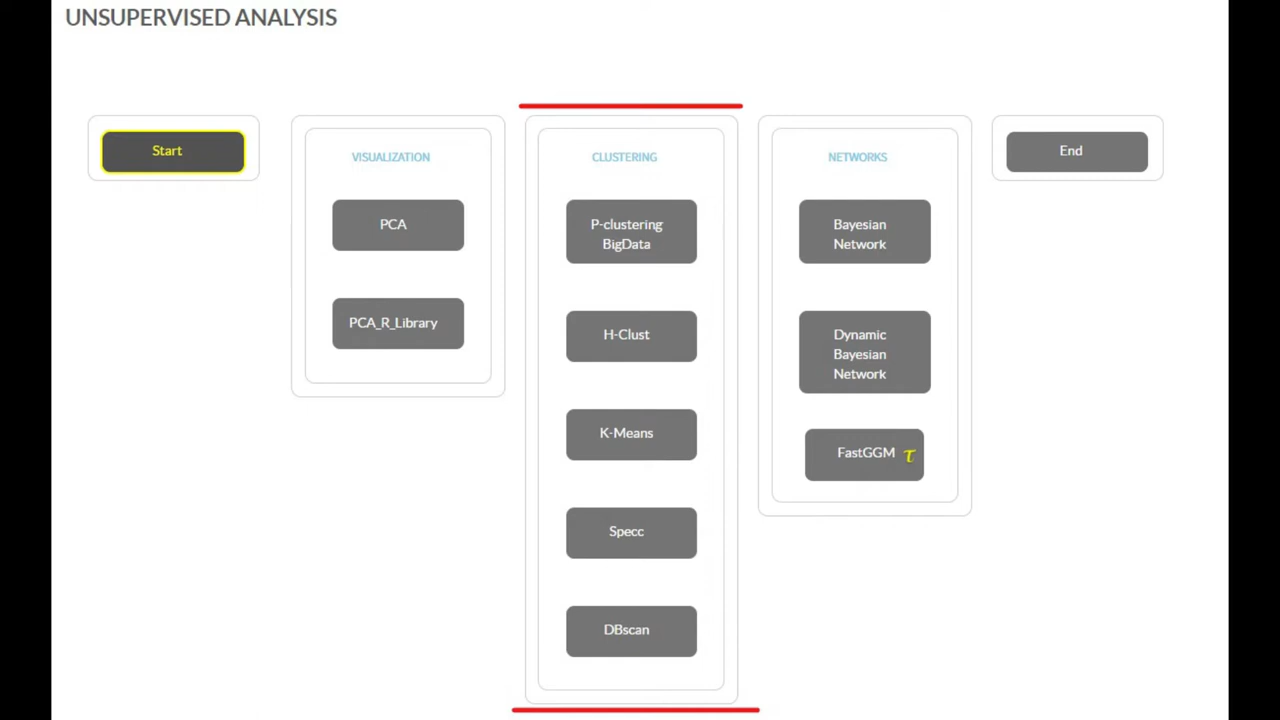 UNSUPERVISED ANALYSIS
Start
VISUALIZATION
PCA
PCA_R_Library
CLUSTERING
P-clustering
BigData
H-Clust
K-Means
Specc
DBscan
NETWORKS
Bayesian
Network
Dynamic
Bayesian
Network
FastGGM τ
End